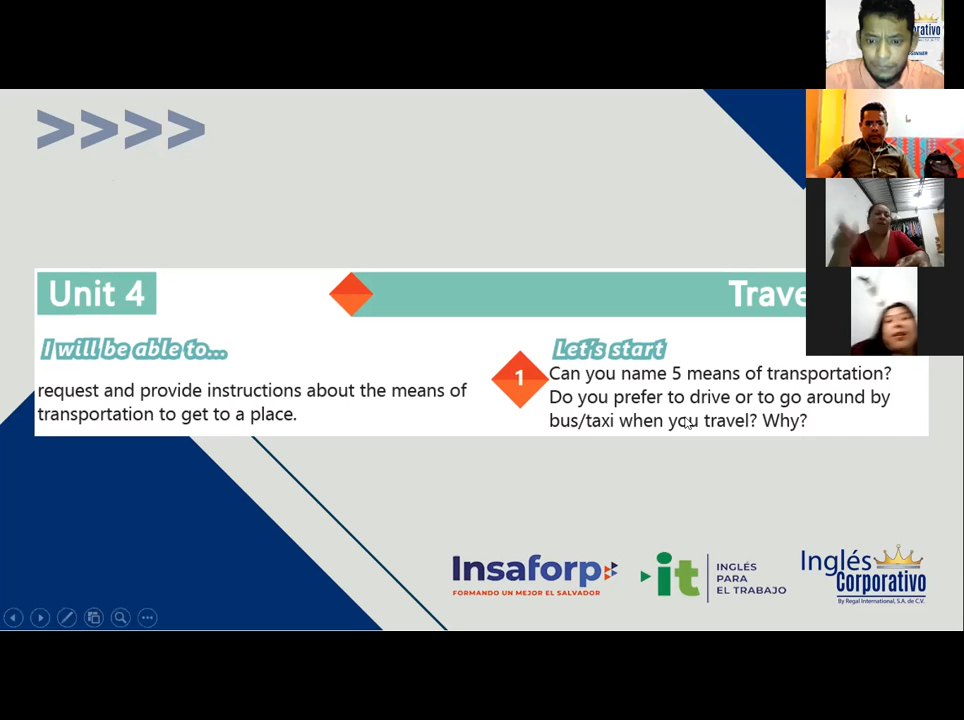 >>>>
Unit 4
Trave
I will be able to...
request and provide instructions about the means of
transportation to get to a place.
Let's start
1
Can you name 5 means of transportation?
Do you prefer to drive or to go around by
bus/taxi when you travel? Why?
Insaforp
FORMANDO UN MEJOR EL SALVADOR
it
INGLÉS
PARA
EL TRABAJO
Inglés
Corporativo
By Regal International, S.A. de C.V.